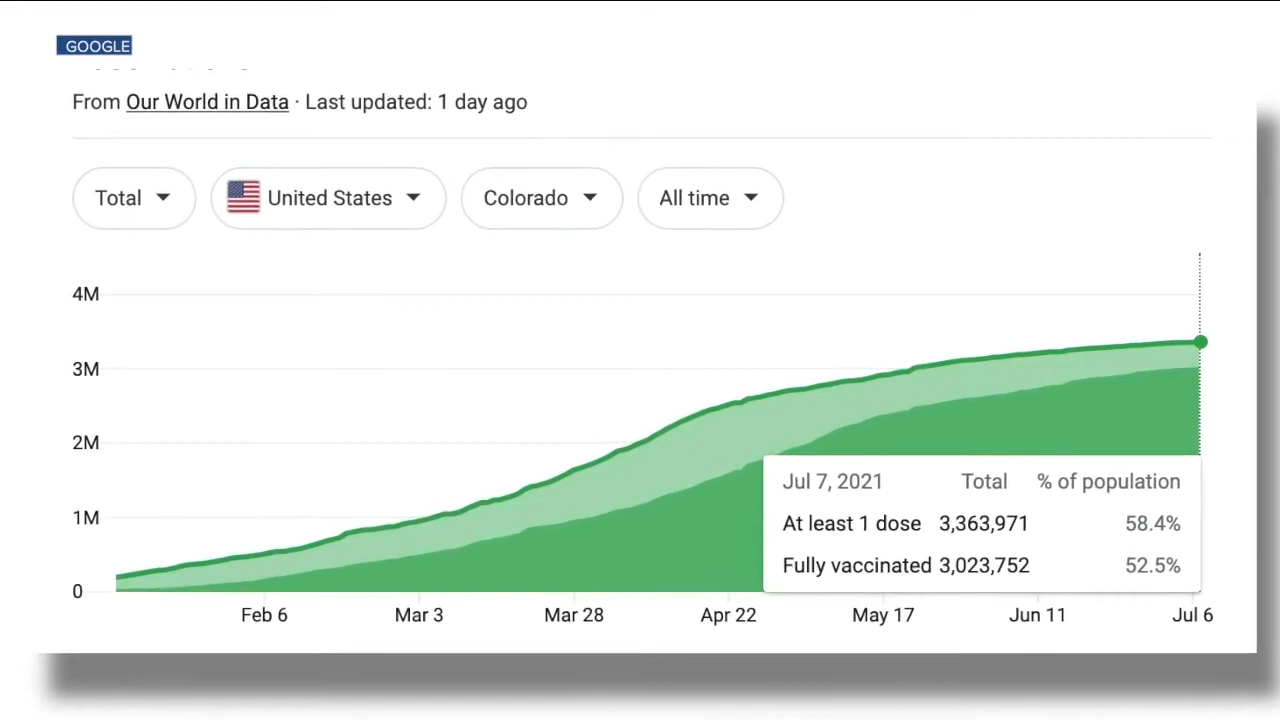 GOOGLE
From Our World in Data · Last updated: 1 day ago
Total United States Colorado All time
4M
3M
2M
1M
0
Jul 7, 2021 Total % of population
At least 1 dose 3,363,971 58.4%
Fully vaccinated 3,023,752 52.5%
Feb 6 Mar 3 Mar 28 Apr 22 May 17 Jun 11 Jul 6